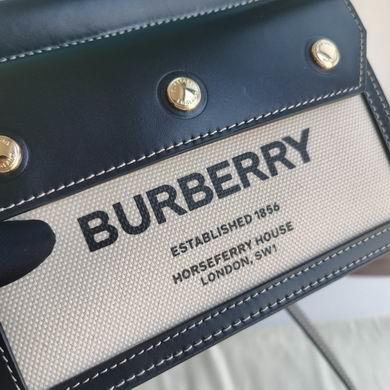 BURBERRY
ESTABLISHED 1856
HORSEFERRY HOUSE
LONDON, SW1